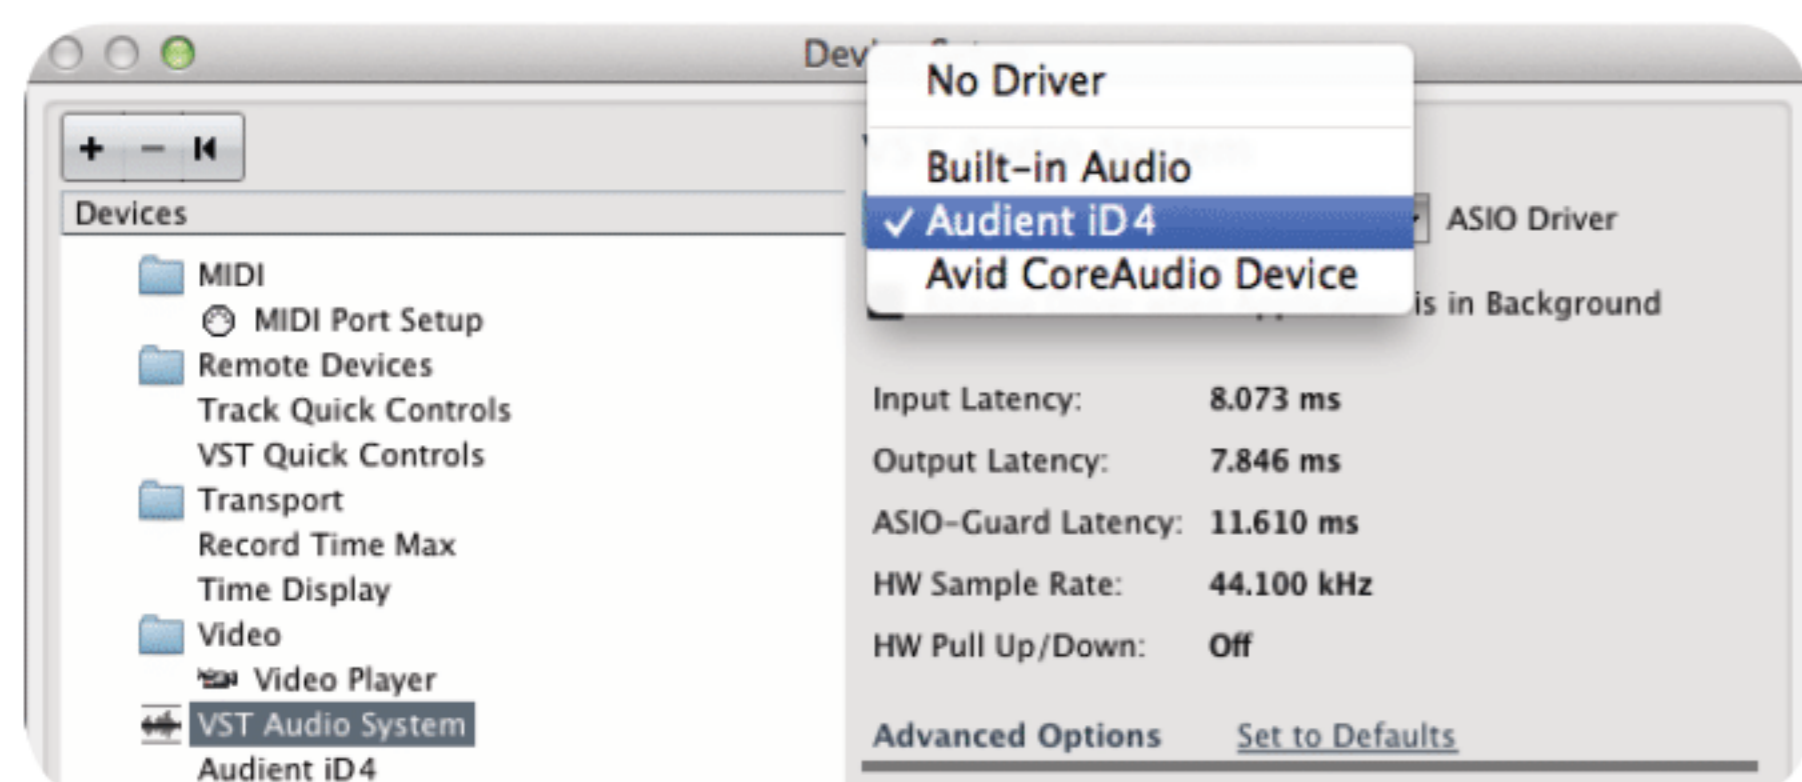 Dev
No Driver
Built-in Audio
✓ Audient iD4
Avid CoreAudio Device
ASIO Driver
is in Background
+ −
Devices
MIDI
MIDI Port Setup
Remote Devices
Track Quick Controls
VST Quick Controls
Transport
Record Time Max
Time Display
Video
Video Player
VST Audio System
Audient iD4
Input Latency: 8.073 ms
Output Latency: 7.846 ms
ASIO-Guard Latency: 11.610 ms
HW Sample Rate: 44.100 kHz
HW Pull Up/Down: Off
Advanced Options Set to Defaults